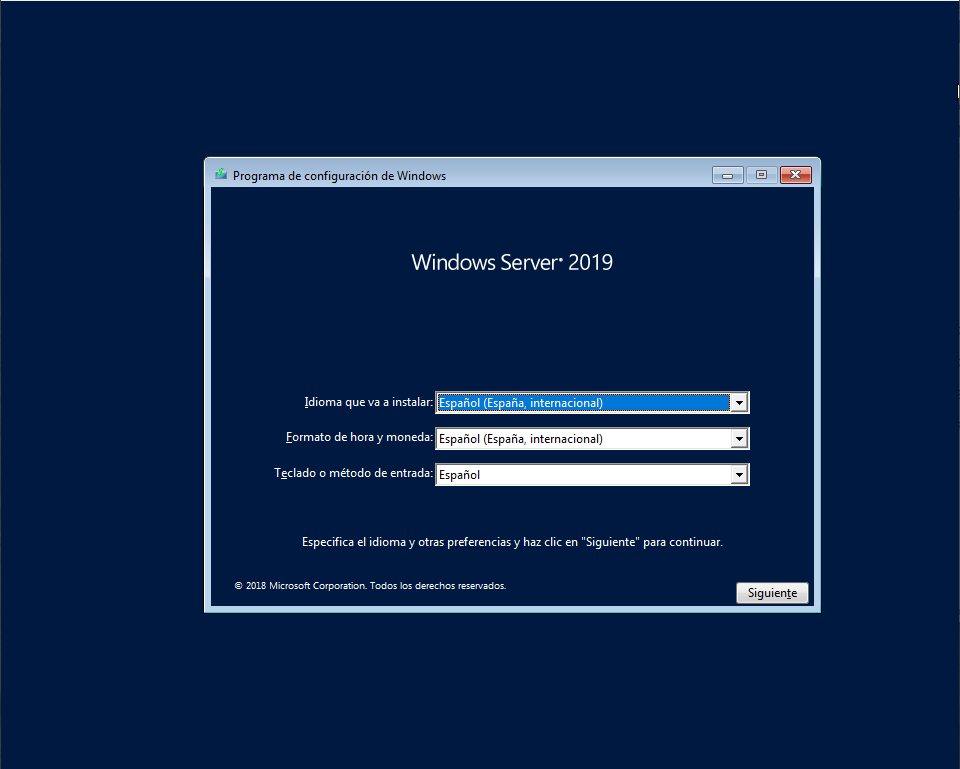 Programa de configuración de Windows
Windows Server® 2019
Idioma que va a instalar: Español (España, internacional)
Formato de hora y moneda: Español (España, internacional)
Teclado o método de entrada: Español
Especifica el idioma y otras preferencias y haz clic en "Siguiente" para continuar.
© 2018 Microsoft Corporation. Todos los derechos reservados.
Siguiente